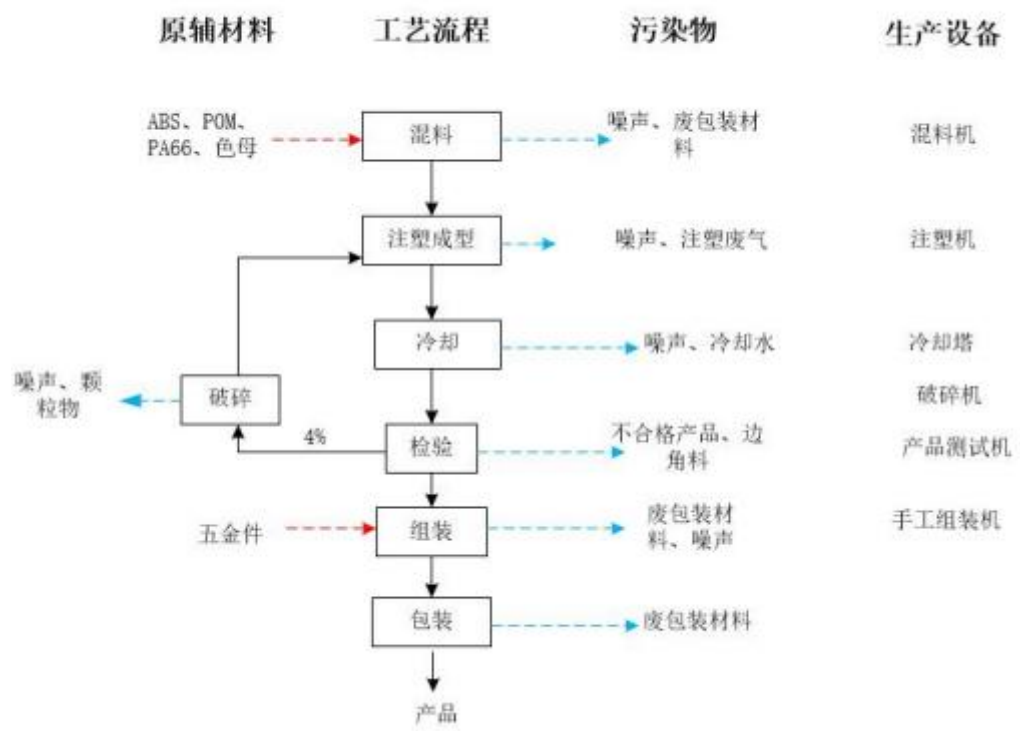 原辅材料 工艺流程 污染物 生产设备
ABS、POM、
PA66、色母
混料
噪声、废包装材
料
混料机
注塑成型
噪声、注塑废气
注塑机
冷却
噪声、冷却水
冷却塔
噪声、颗
粒物
破碎
破碎机
4%
检验
不合格产品、边
角料
产品测试机
五金件
组装
废包装材
料、噪声
手工组装机
包装
废包装材料
产品